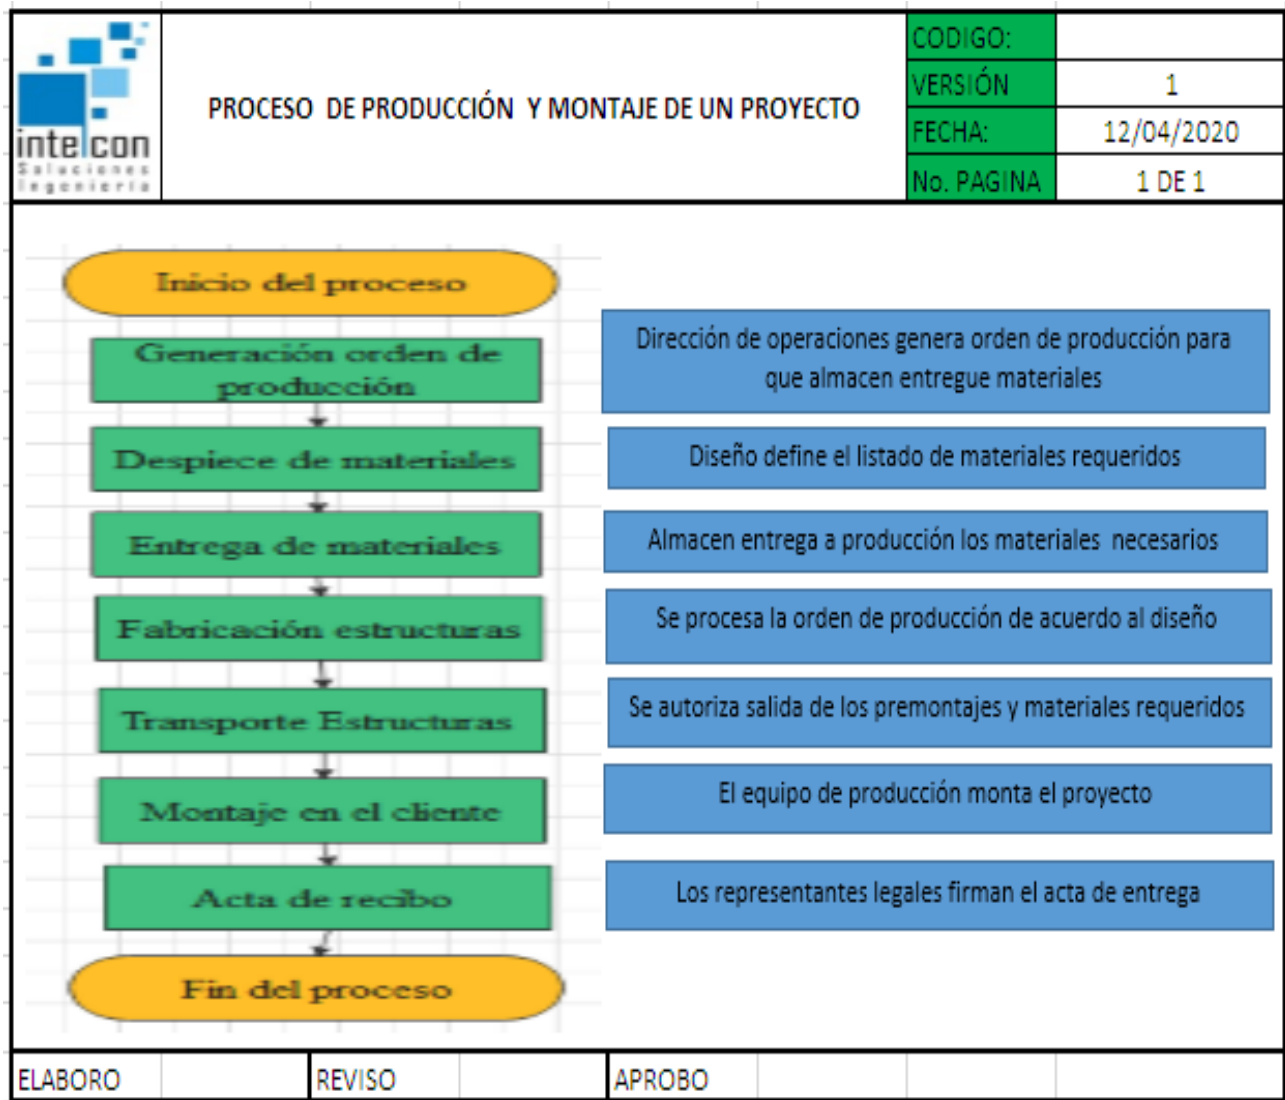 intelcon
Soluciones
Ingeniería
PROCESO DE PRODUCCIÓN Y MONTAJE DE UN PROYECTO
CODIGO:
VERSIÓN 1
FECHA: 12/04/2020
No. PAGINA 1 DE 1
Inicio del proceso
Generación orden de
producción
Dirección de operaciones genera orden de producción para
que almacen entregue materiales
Despiece de materiales
Diseño define el listado de materiales requeridos
Entrega de materiales
Almacen entrega a producción los materiales necesarios
Fabricación estructuras
Se procesa la orden de producción de acuerdo al diseño
Transporte Estructuras
Se autoriza salida de los premontajes y materiales requeridos
Montaje en el cliente
El equipo de producción monta el proyecto
Acta de recibo
Los representantes legales firman el acta de entrega
Fin del proceso
ELABORO REVISO APROBO